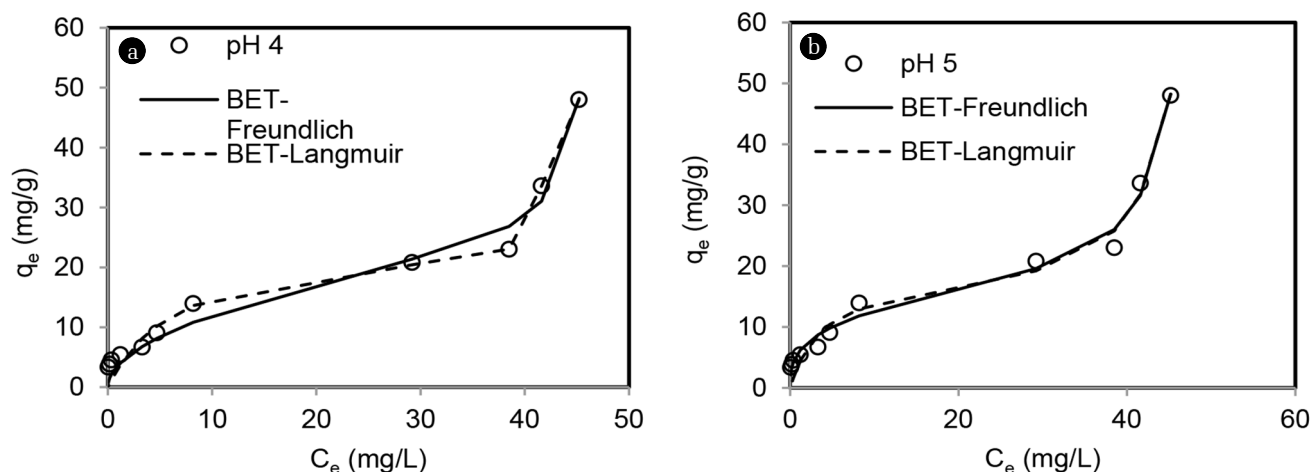 a
pH 4
BET-
Freundlich
BET-Langmuir
60
50
40
30
20
10
0
qe (mg/g)
0 10 20 30 40 50
Ce (mg/L)
b
pH 5
BET-Freundlich
BET-Langmuir
60
50
40
30
20
10
0
qe (mg/g)
0 20 40 60
Ce (mg/L)